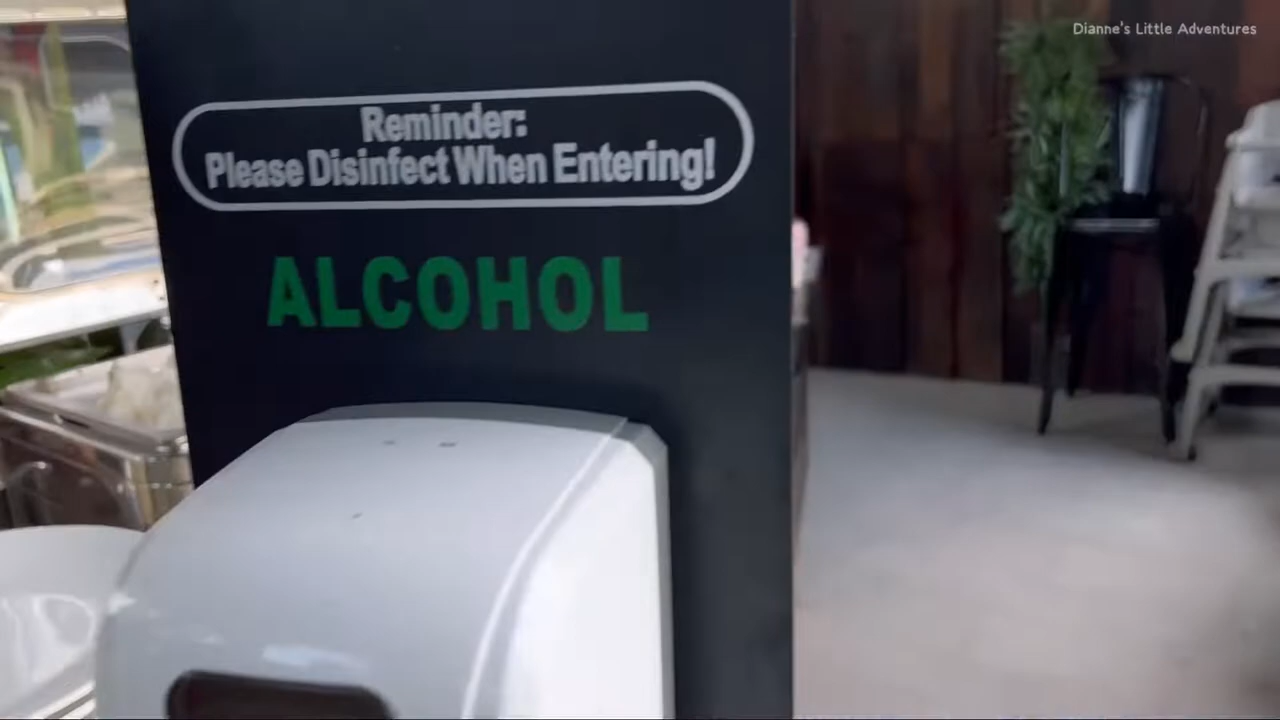 Dianne's Little Adventures
Reminder:
Please Disinfect When Entering!
ALCOHOL